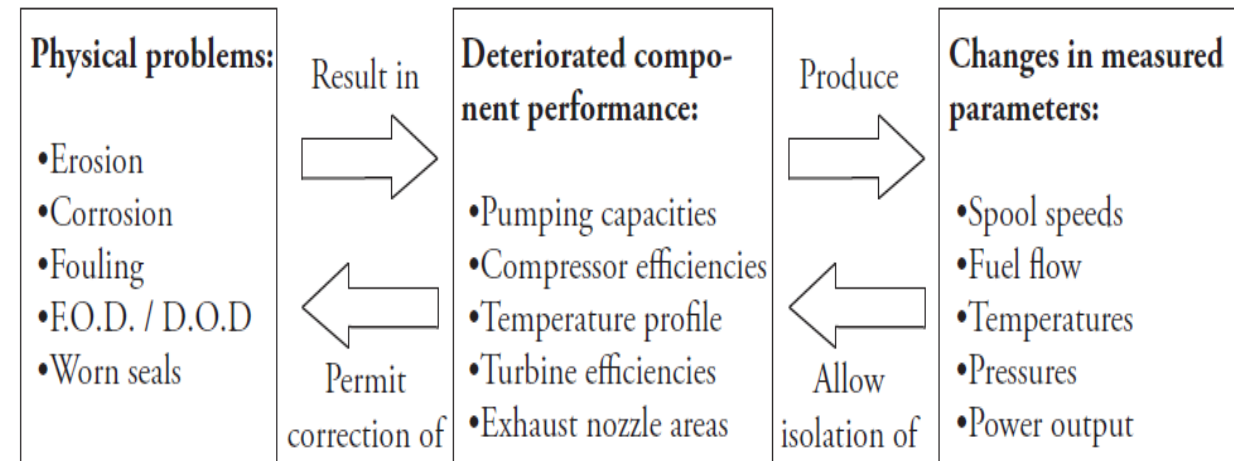 Physical problems:
•Erosion
•Corrosion
•Fouling
•F.O.D. / D.O.D
•Worn seals
Result in
Permit
correction of
Deteriorated compo-
nent performance:
•Pumping capacities
•Compressor efficiencies
•Temperature profile
•Turbine efficiencies
•Exhaust nozzle areas
Produce
Allow
isolation of
Changes in measured
parameters:
•Spool speeds
•Fuel flow
•Temperatures
•Pressures
•Power output